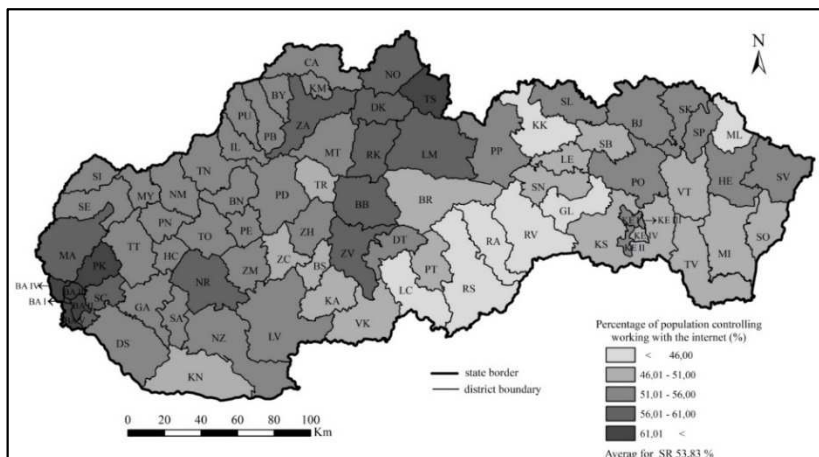 N
CA
NO
BY
KM
TS
PU
ZA
DK
IL
PB
MT
RK
LM
PP
KK
SL
BJ
SK
SP
ML
SB
LE
PO
HE
SV
VT
SI
MY
NM
TN
BN
PD
TR
BB
BR
SN
GL
SE
PN
TO
PE
ZH
RA
RV
KS
KE III
KE IV
KE II
MI
SO
TV
MA
PK
TT
HC
NR
ZM
ZC
BS
ZV
DT
PT
LC
RS
BA IV
BA I
SC
GA
SA
KA
VK
DS
NZ
LV
KN
Percentage of population controlling
working with the internet (%)
< 46,00
46,01 - 51,00
51,01 - 56,00
56,01 - 61,00
61,01 <
Averag for SR 53,83 %
state border
district boundary
0 20 40 60 80 100
Km